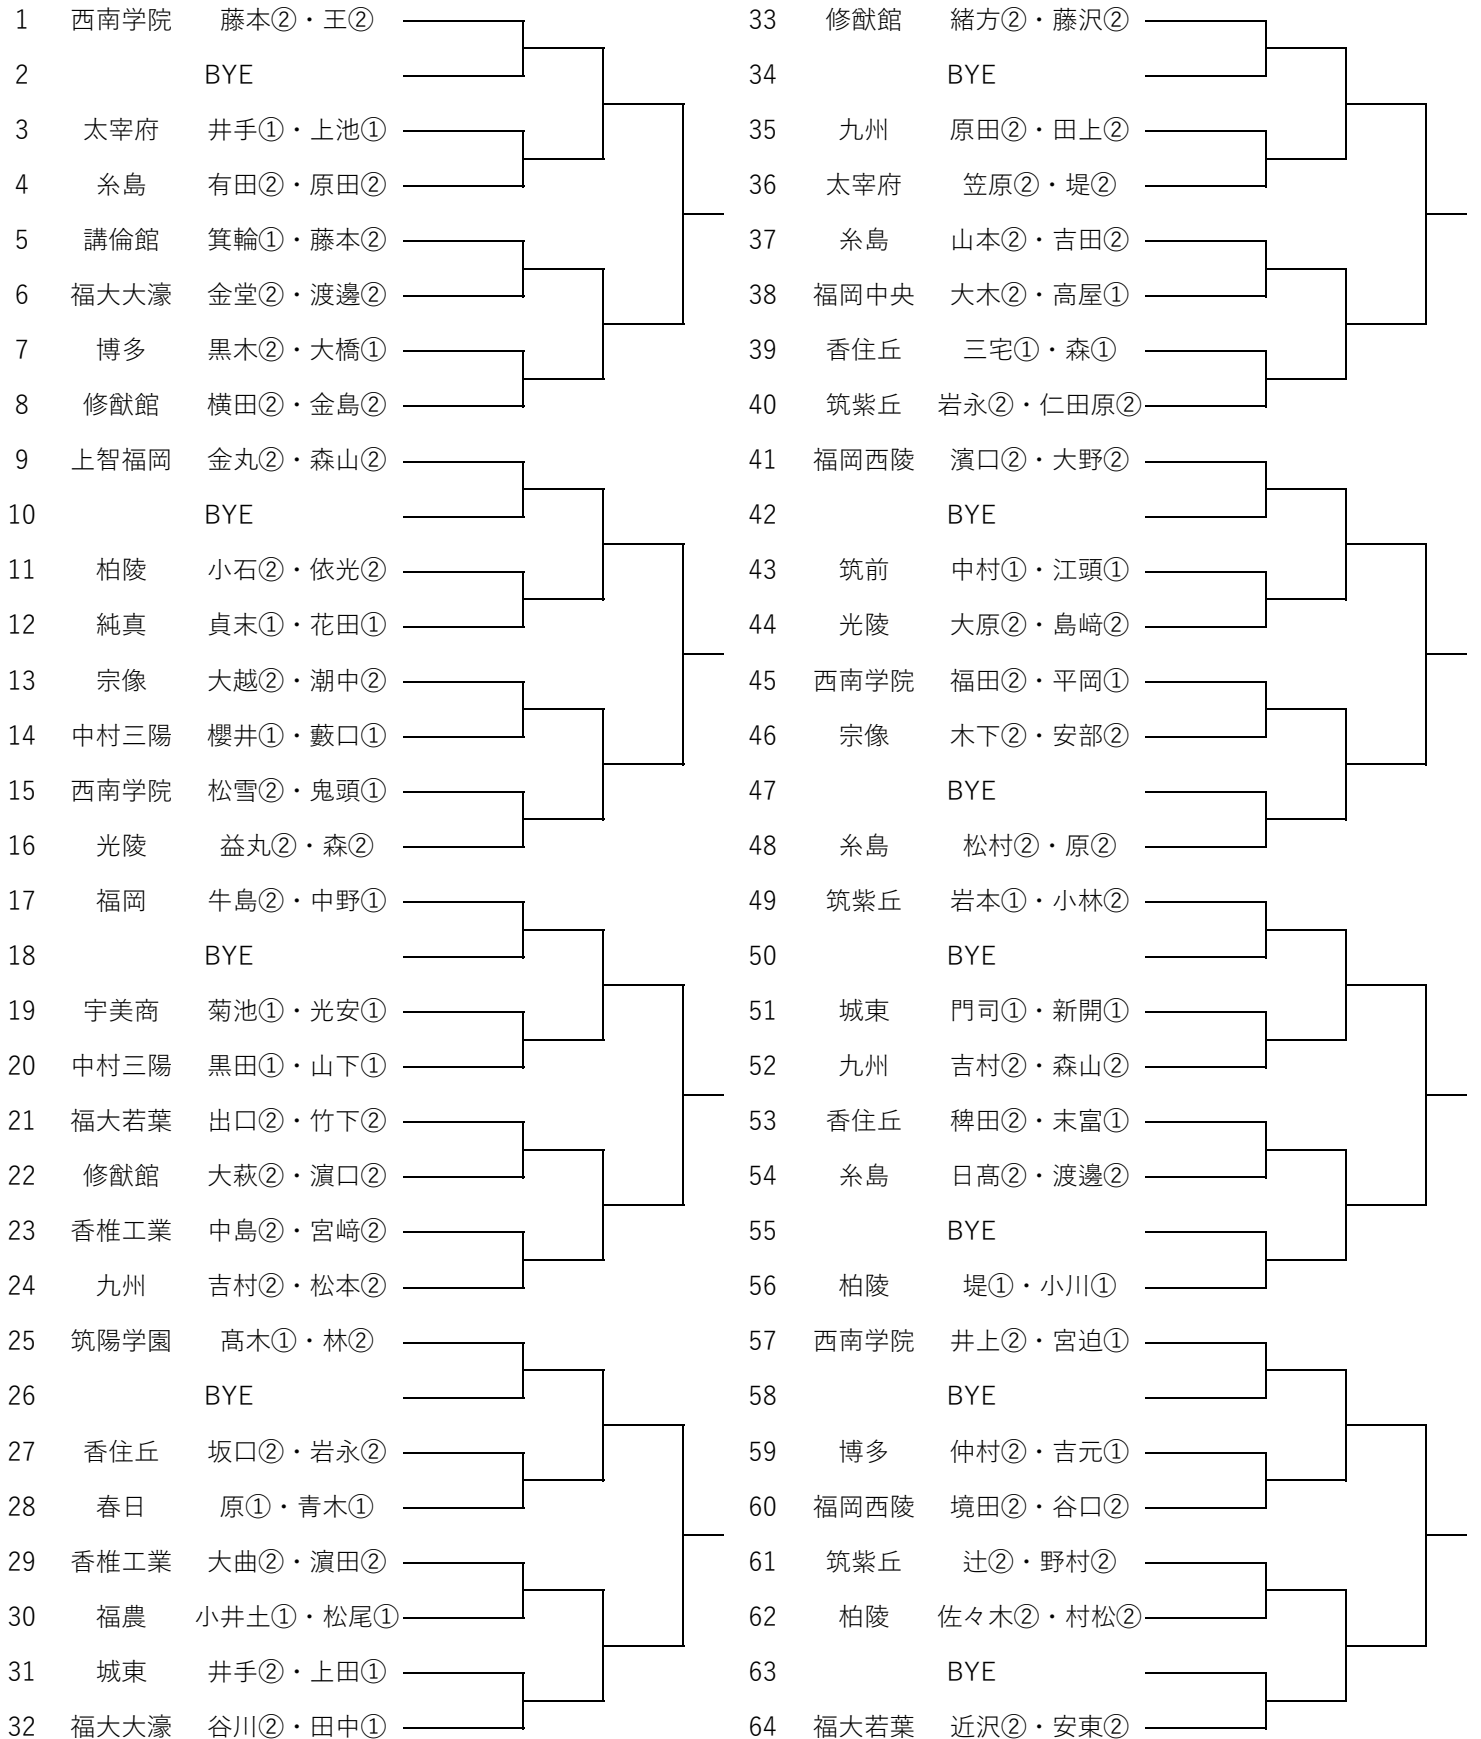 1 西南学院 藤本②・王②
2 BYE
3 太宰府 井手①・上池①
4 糸島 有田②・原田②
5 講倫館 箕輪①・藤本②
6 福大大濠 金堂②・渡邊②
7 博多 黒木②・大橋①
8 修猷館 横田②・金島②
9 上智福岡 金丸②・森山②
10 BYE
11 柏陵 小石②・依光②
12 純真 貞末①・花田①
13 宗像 大越②・潮中②
14 中村三陽 櫻井①・藪口①
15 西南学院 松雪②・鬼頭①
16 光陵 益丸②・森②
17 福岡 牛島②・中野①
18 BYE
19 宇美商 菊池①・光安①
20 中村三陽 黒田①・山下①
21 福大若葉 出口②・竹下②
22 修猷館 大萩②・濵口②
23 香椎工業 中島②・宮﨑②
24 九州 吉村②・松本②
25 筑陽学園 髙木①・林②
26 BYE
27 香住丘 坂口②・岩永②
28 春日 原①・青木①
29 香椎工業 大曲②・濵田②
30 福農 小井土①・松尾①
31 城東 井手②・上田①
32 福大大濠 谷川②・田中①
33 修猷館 緒方②・藤沢②
34 BYE
35 九州 原田②・田上②
36 太宰府 笠原②・堤②
37 糸島 山本②・吉田②
38 福岡中央 大木②・高屋①
39 香住丘 三宅①・森①
40 筑紫丘 岩永②・仁田原②
41 福岡西陵 濱口②・大野②
42 BYE
43 筑前 中村①・江頭①
44 光陵 大原②・島﨑②
45 西南学院 福田②・平岡①
46 宗像 木下②・安部②
47 BYE
48 糸島 松村②・原②
49 筑紫丘 岩本①・小林②
50 BYE
51 城東 門司①・新開①
52 九州 吉村②・森山②
53 香住丘 稗田②・末富①
54 糸島 日髙②・渡邊②
55 BYE
56 柏陵 堤①・小川①
57 西南学院 井上②・宮迫①
58 BYE
59 博多 仲村②・吉元①
60 福岡西陵 境田②・谷口②
61 筑紫丘 辻②・野村②
62 柏陵 佐々木②・村松②
63 BYE
64 福大若葉 近沢②・安東②